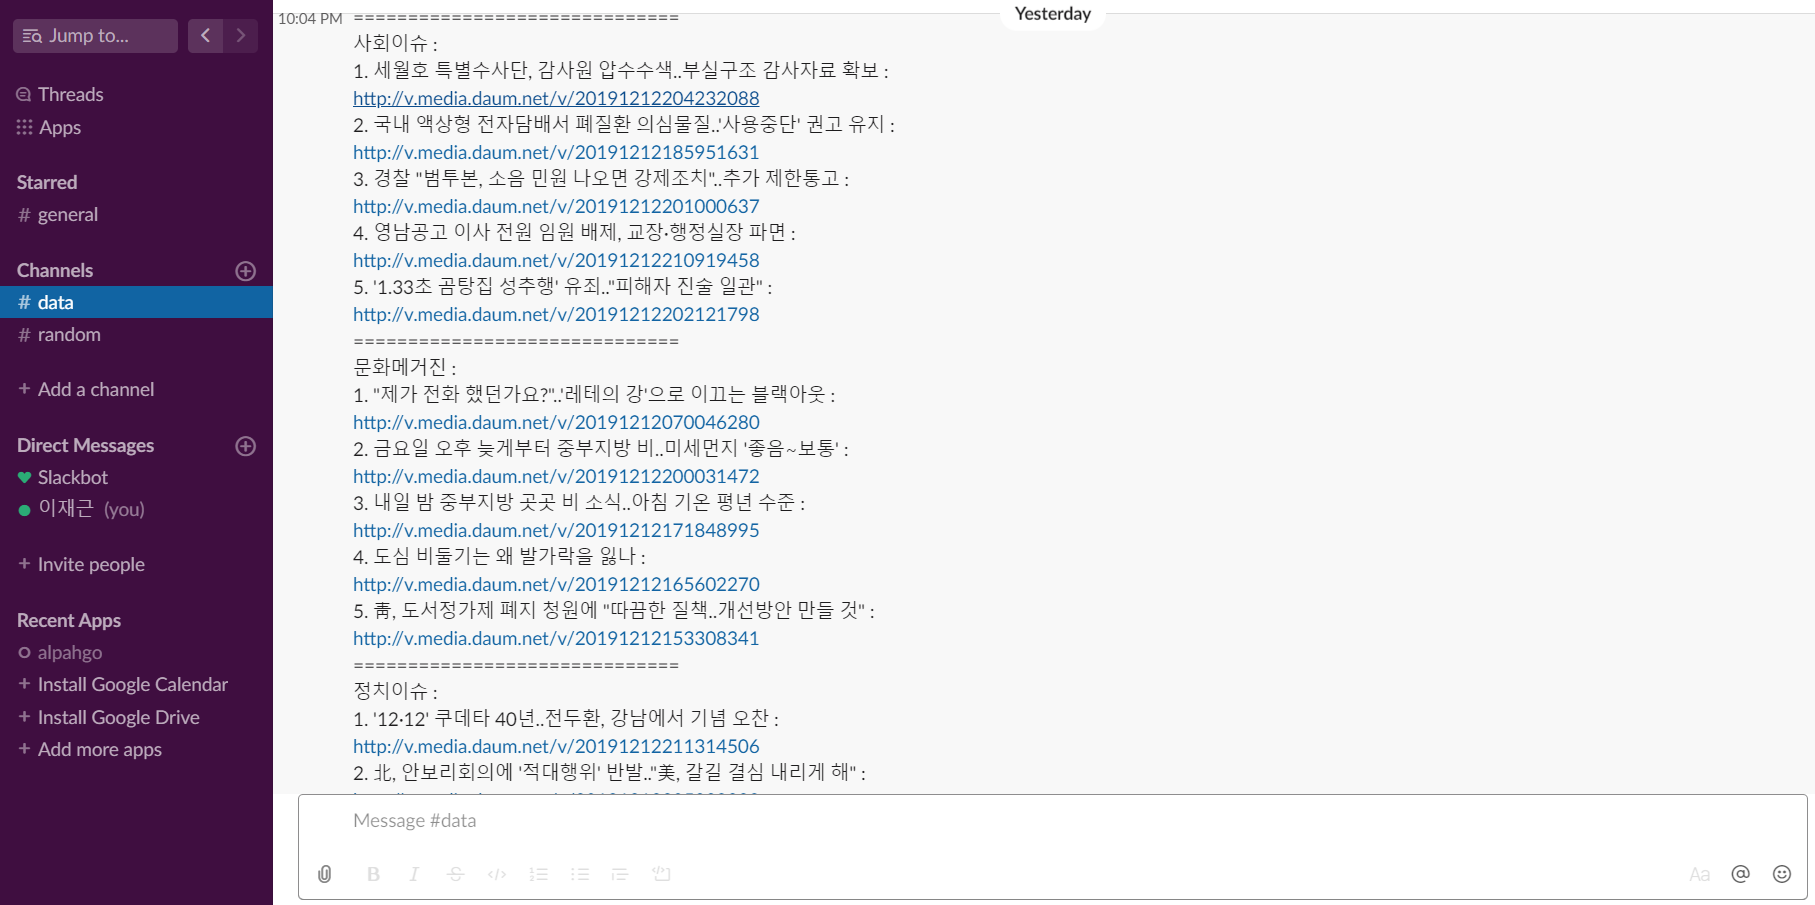 Jump to...
Threads
Apps
Starred
# general
Channels
# data
# random
+ Add a channel
Direct Messages
Slackbot
이재근 (you)
+ Invite people
Recent Apps
alpahgo
+ Install Google Calendar
+ Install Google Drive
+ Add more apps
Yesterday
10:04 PM ==============================
사회이슈 :
1. 세월호 특별수사단, 감사원 압수수색..부실구조 감사자료 확보 :
http://v.media.daum.net/v/20191212204232088
2. 국내 액상형 전자담배서 폐질환 의심물질..'사용중단' 권고 유지 :
http://v.media.daum.net/v/20191212185951631
3. 경찰 "범투본, 소음 민원 나오면 강제조치"..추가 제한통고 :
http://v.media.daum.net/v/20191212201000637
4. 영남공고 이사 전원 임원 배제, 교장·행정실장 파면 :
http://v.media.daum.net/v/20191212210919458
5. '1.33초 곰탕집 성추행' 유죄.."피해자 진술 일관" :
http://v.media.daum.net/v/20191212202121798
==============================
문화메거진 :
1. "제가 전화 했던가요?"..'레테의 강'으로 이끄는 블랙아웃 :
http://v.media.daum.net/v/20191212070046280
2. 금요일 오후 늦게부터 중부지방 비..미세먼지 '좋음~보통' :
http://v.media.daum.net/v/20191212200031472
3. 내일 밤 중부지방 곳곳 비 소식..아침 기온 평년 수준 :
http://v.media.daum.net/v/20191212171848995
4. 도심 비둘기는 왜 발가락을 잃나 :
http://v.media.daum.net/v/20191212165602270
5. 靑, 도서정가제 폐지 청원에 "따끔한 질책..개선방안 만들 것" :
http://v.media.daum.net/v/20191212153308341
==============================
정치이슈 :
1. '12·12' 쿠데타 40년..전두환, 강남에서 기념 오찬 :
http://v.media.daum.net/v/20191212211314506
2. 北, 안보리회의에 '적대행위' 반발.."美, 갈길 결심 내리게 해" :
Message #data
B I S </> Aa @